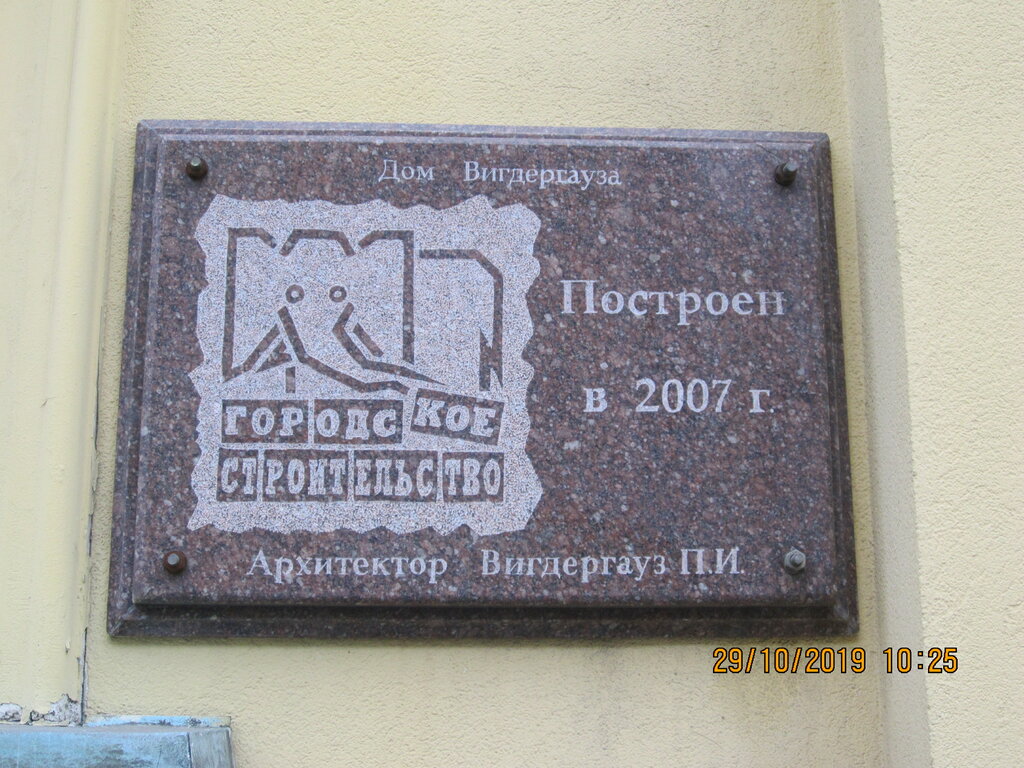 Дом Вигдергауза
ГОРОДСКОЕ
СТРОИТЕЛЬСТВО
Построен
в 2007 г.
Архитектор Вигдергауз П.И.
29/10/2019 10:25